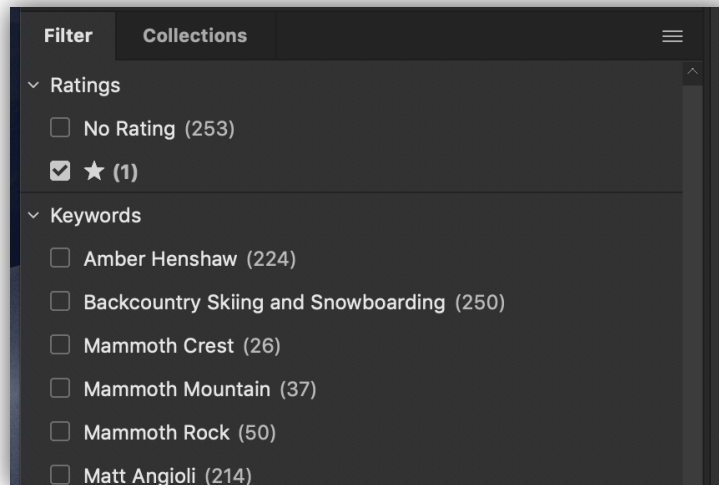 Filter Collections
Ratings
No Rating (253)
★ (1)
Keywords
Amber Henshaw (224)
Backcountry Skiing and Snowboarding (250)
Mammoth Crest (26)
Mammoth Mountain (37)
Mammoth Rock (50)
Matt Angioli (214)